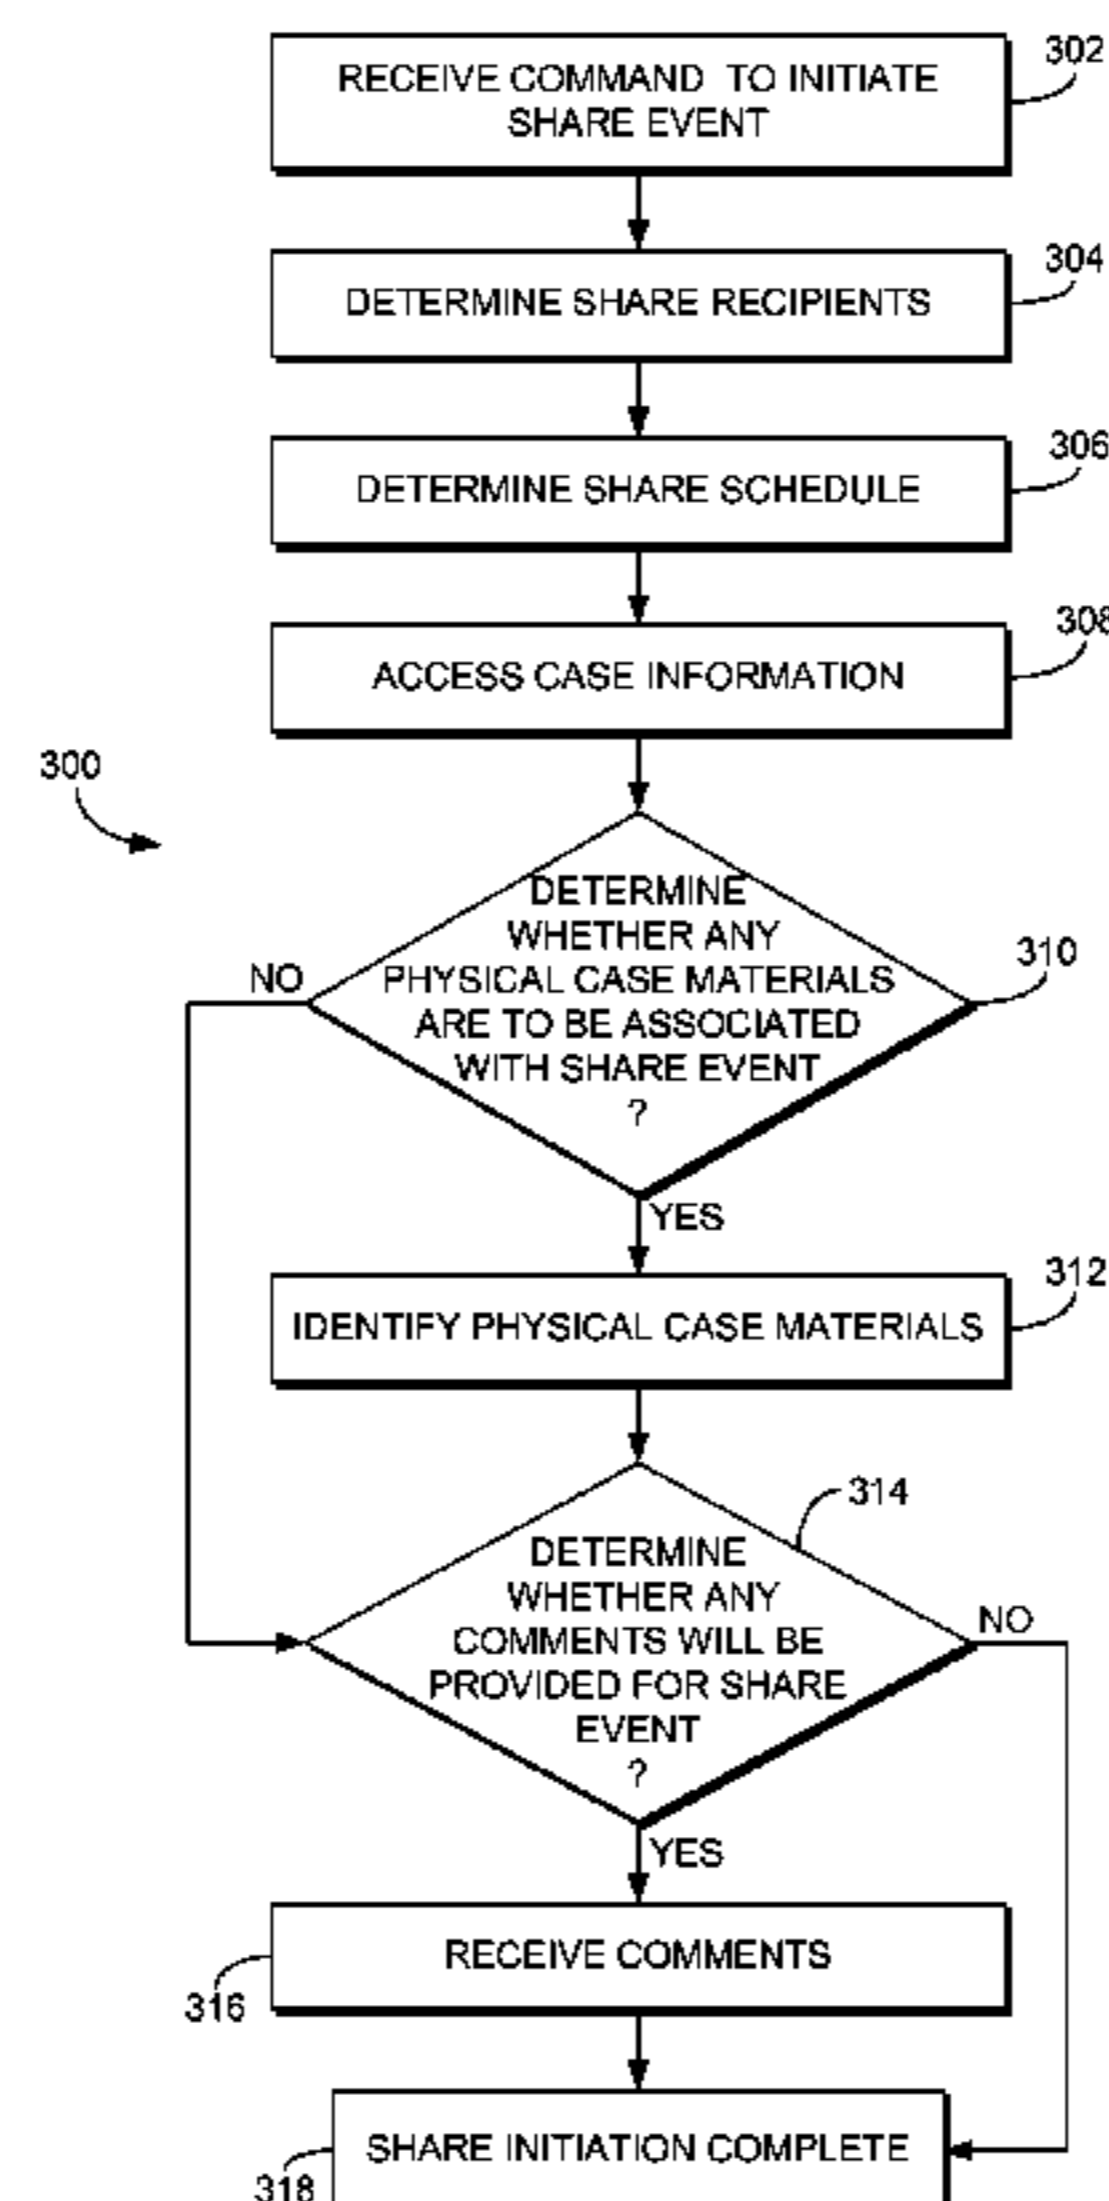 302
RECEIVE COMMAND TO INITIATE
SHARE EVENT
304
DETERMINE SHARE RECIPIENTS
306
DETERMINE SHARE SCHEDULE
308
ACCESS CASE INFORMATION
300
DETERMINE
WHETHER ANY
PHYSICAL CASE MATERIALS
ARE TO BE ASSOCIATED
WITH SHARE EVENT
?
NO
310
YES
312
IDENTIFY PHYSICAL CASE MATERIALS
314
DETERMINE
WHETHER ANY
COMMENTS WILL BE
PROVIDED FOR SHARE
EVENT
?
NO
YES
RECEIVE COMMENTS
316
SHARE INITIATION COMPLETE
318